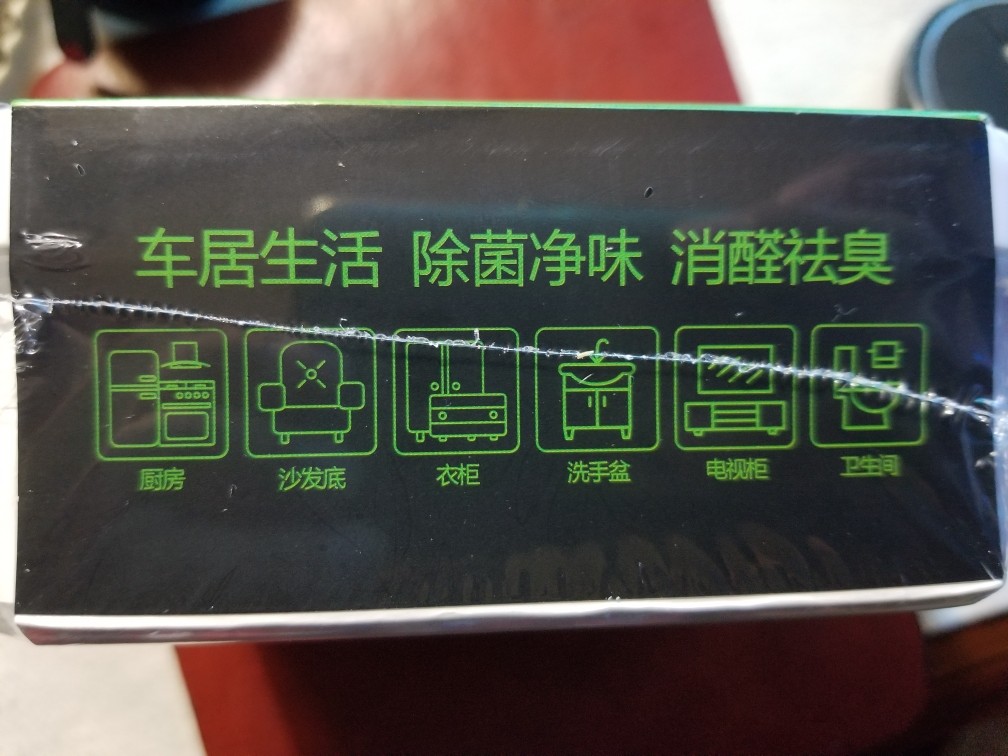 车居生活 除菌净味 消醛祛臭
厨房 沙发底 衣柜 洗手盆 电视柜 卫生间